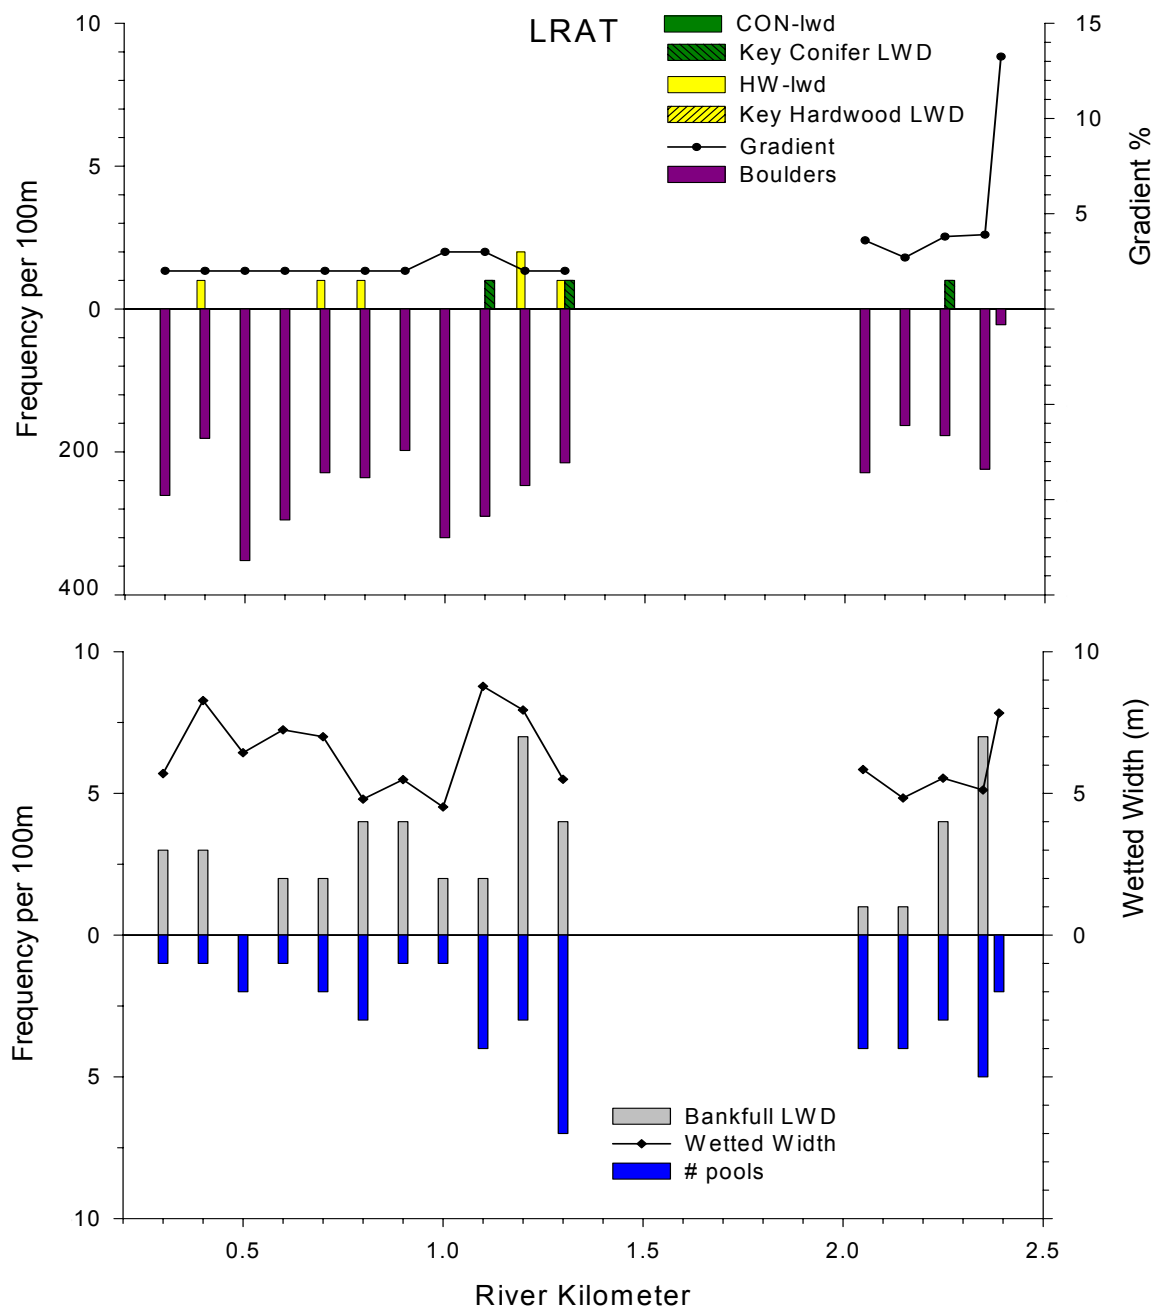 LRAT
CON-lwd
Key Conifer LWD
HW-lwd
Key Hardwood LWD
Gradient
Boulders
10
5
0
200
400
Frequency per 100m
15
10
5
0
Gradient %
10
5
0
5
10
Frequency per 100m
10
5
0
Wetted Width (m)
Bankfull LWD
Wetted Width
# pools
0.5 1.0 1.5 2.0 2.5
River Kilometer